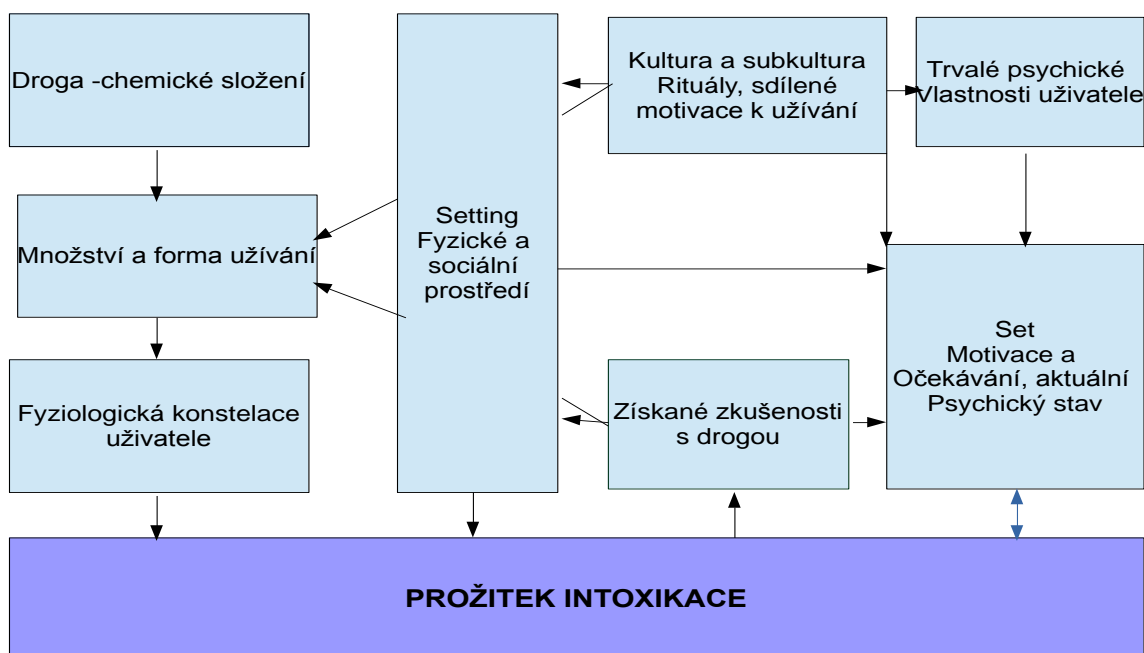 Droga -chemické složení
Množství a forma užívání
Fyziologická konstelace
uživatele
Setting
Fyzické a
sociální
prostředí
Kultura a subkultura
Rituály, sdílené
motivace k užívání
Trvalé psychické
Vlastnosti uživatele
Set
Motivace a
Očekávání, aktuální
Psychický stav
Získané zkušenosti
s drogou
PROŽITEK INTOXIKACE